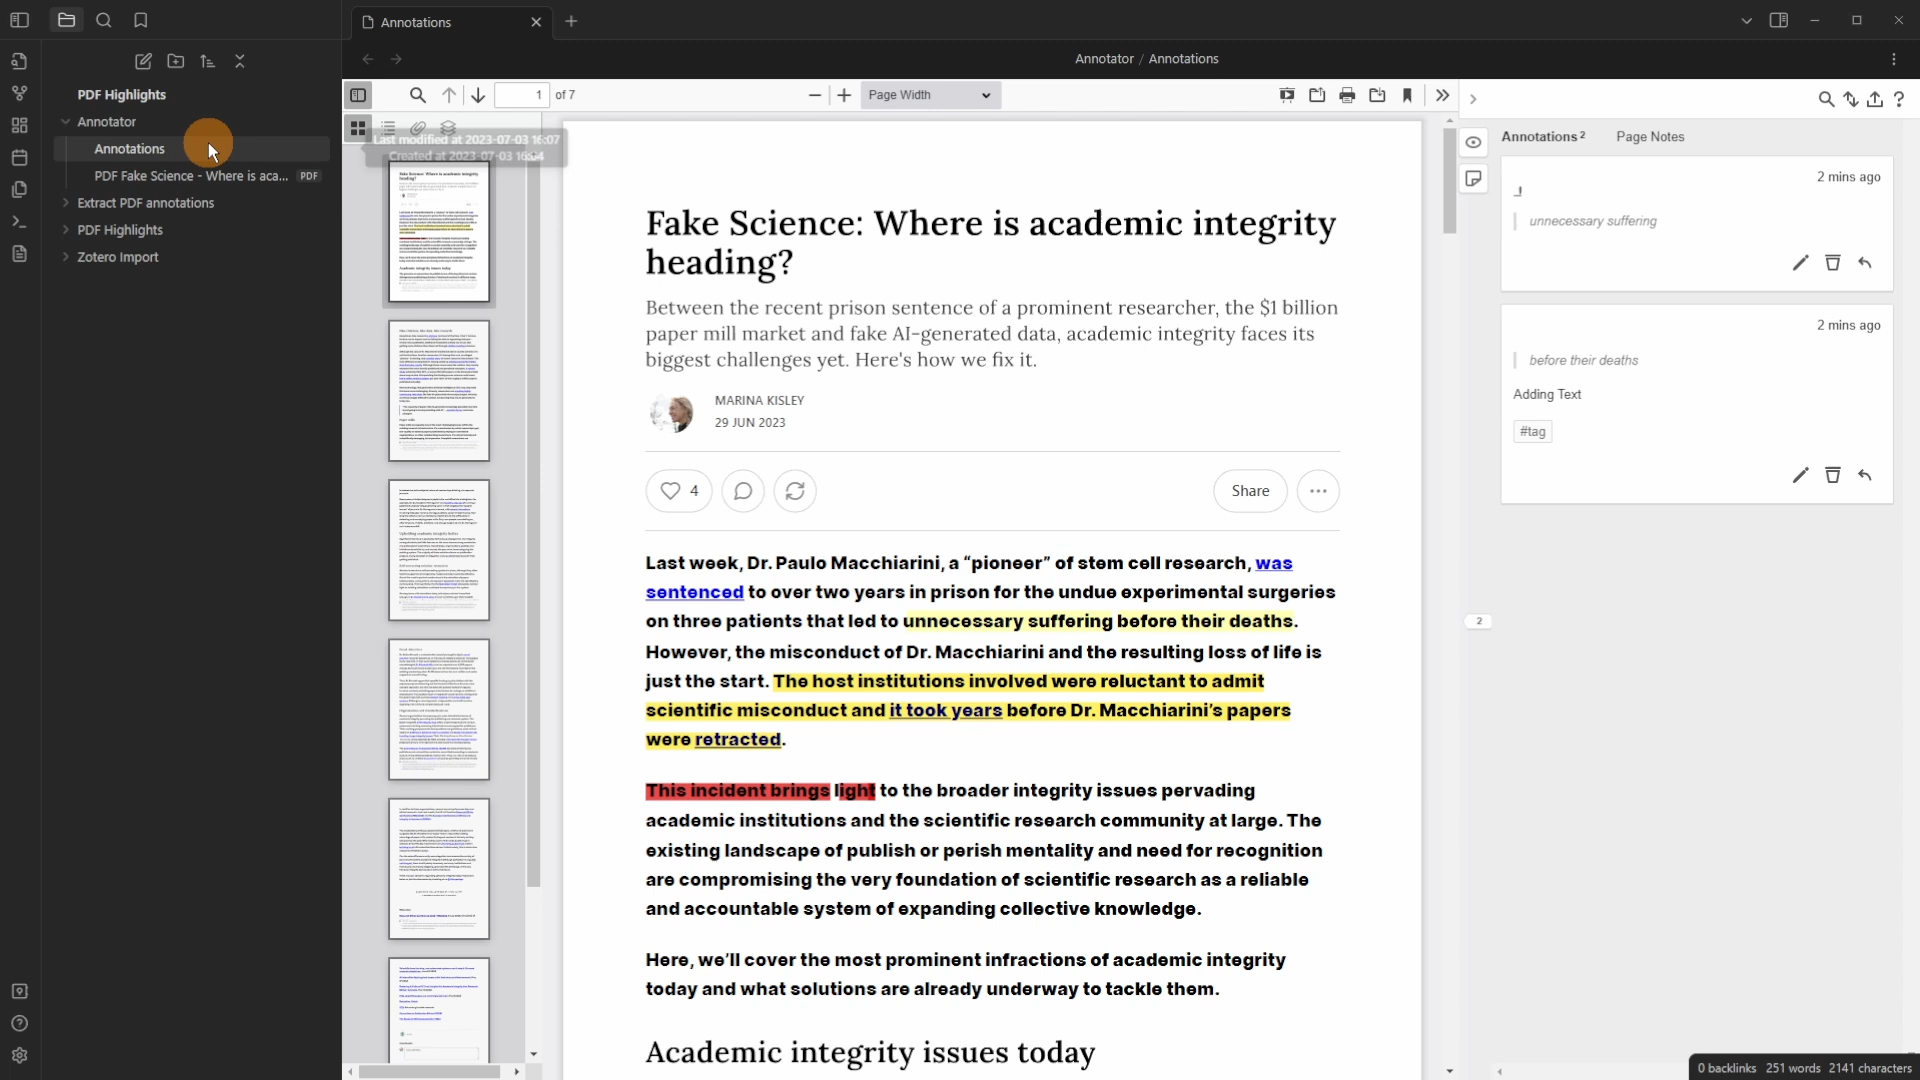 Annotations
Annotator / Annotations
PDF Highlights
Annotator
Annotations
PDF Fake Science - Where is aca... PDF
Extract PDF annotations
PDF Highlights
Zotero Import
1 of 7
Page Width
Last modified at 2023-07-03 16:07
Fake Science: Where is academic integrity
heading?
Between the recent prison sentence of a prominent researcher, the $1 billion
paper mill market and fake AI-generated data, academic integrity faces its
biggest challenges yet. Here's how we fix it.
MARINA KISLEY
29 JUN 2023
4
Share
Last week, Dr. Paulo Macchiarini, a “pioneer” of stem cell research, was
sentenced to over two years in prison for the undue experimental surgeries
on three patients that led to unnecessary suffering before their deaths.
However, the misconduct of Dr. Macchiarini and the resulting loss of life is
just the start. The host institutions involved were reluctant to admit
scientific misconduct and it took years before Dr. Macchiarini’s papers
were retracted.
This incident brings light to the broader integrity issues pervading
academic institutions and the scientific research community at large. The
existing landscape of publish or perish mentality and need for recognition
are compromising the very foundation of scientific research as a reliable
and accountable system of expanding collective knowledge.
Here, we’ll cover the most prominent infractions of academic integrity
today and what solutions are already underway to tackle them.
Academic integrity issues today
Annotations 2 Page Notes
2 mins ago
unnecessary suffering
2 mins ago
before their deaths
Adding Text
#tag
2
0 backlinks 251 words 2141 characters